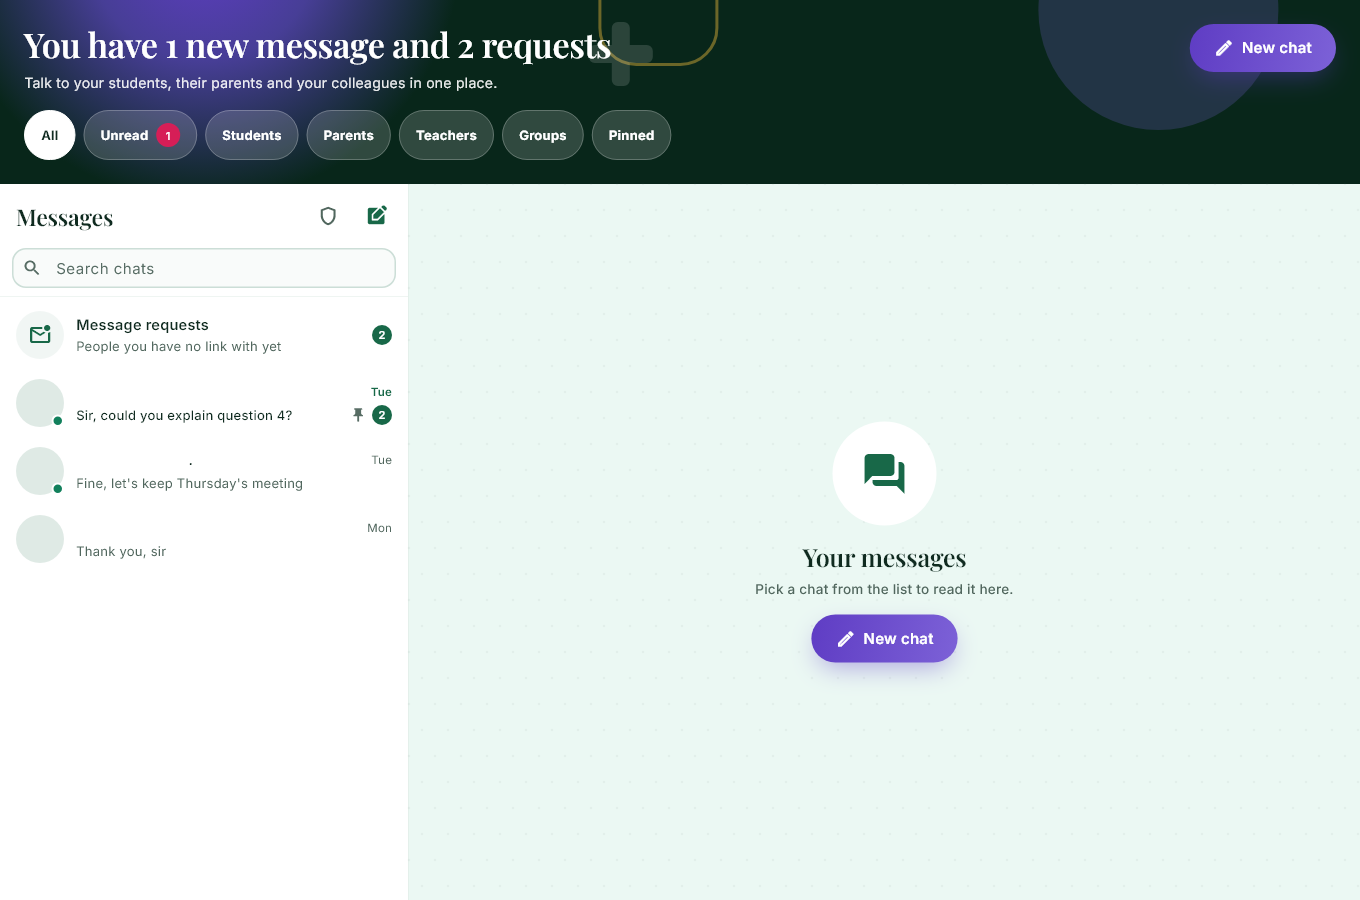 You have 1 new message and 2 requests
New chat
Talk to your students, their parents and your colleagues in one place.
All
Unread 1
Students
Parents
Teachers
Groups
Pinned
Messages
Search chats
Message requests
People you have no link with yet
2
Tue
Sir, could you explain question 4?
2
.
Tue
Fine, let's keep Thursday's meeting
Mon
Thank you, sir
Your messages
Pick a chat from the list to read it here.
New chat